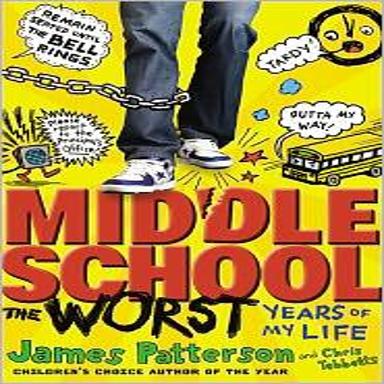 REMAIN
SEATED UNTIL
THE BELL
RINGS.
TARDY!
OUTTA MY
WAY!
MIDDLE
SCHOOL
THE WORST YEARS OF
MY LIFE
James Patterson and Chris
Tebbetts
CHILDREN'S CHOICE AUTHOR OF THE YEAR